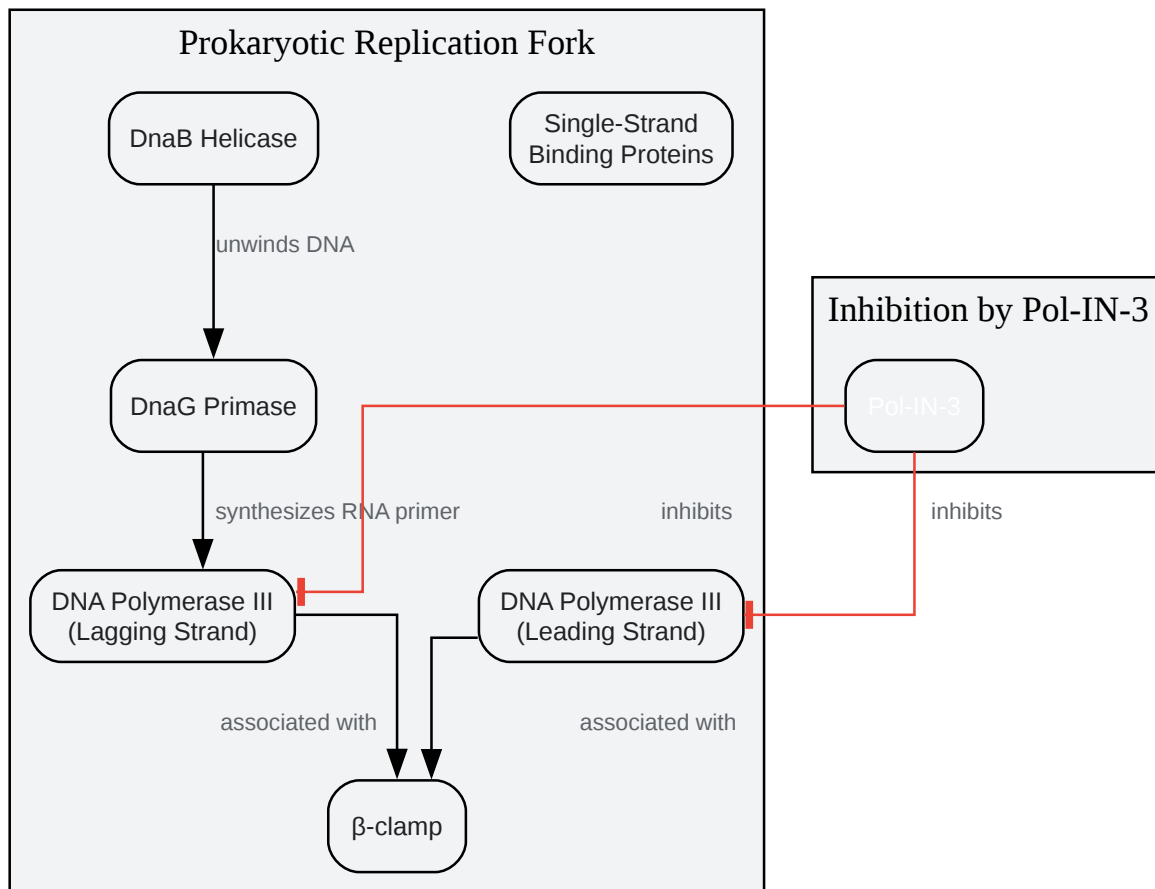 Prokaryotic Replication Fork
DnaB Helicase
Single-Strand
Binding Proteins
unwinds DNA
Inhibition by Pol-IN-3
DnaG Primase
Pol-IN-3
synthesizes RNA primer
inhibits
inhibits
DNA Polymerase III
(Lagging Strand)
DNA Polymerase III
(Leading Strand)
associated with
associated with
β-clamp